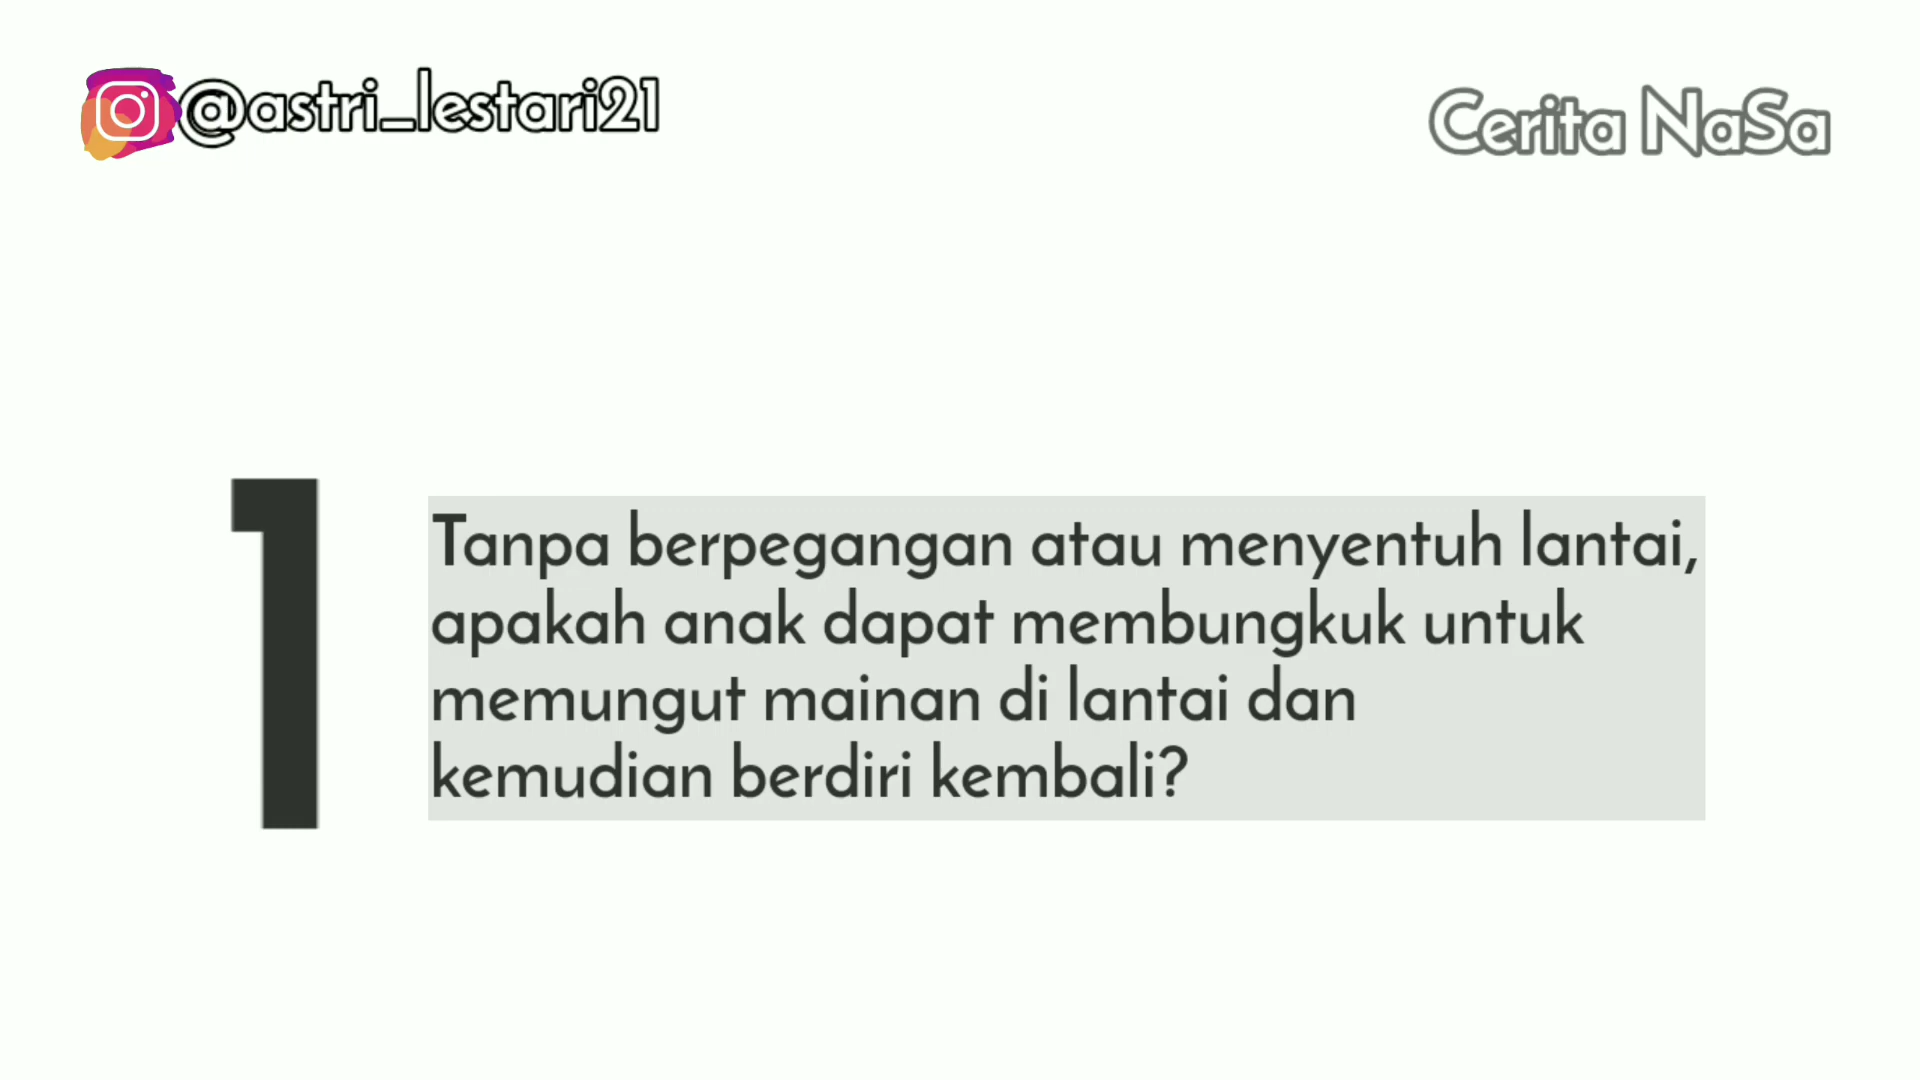 @astri_lestari21
Cerita NaSa
1
Tanpa berpegangan atau menyentuh lantai,
apakah anak dapat membungkuk untuk
memungut mainan di lantai dan
kemudian berdiri kembali?